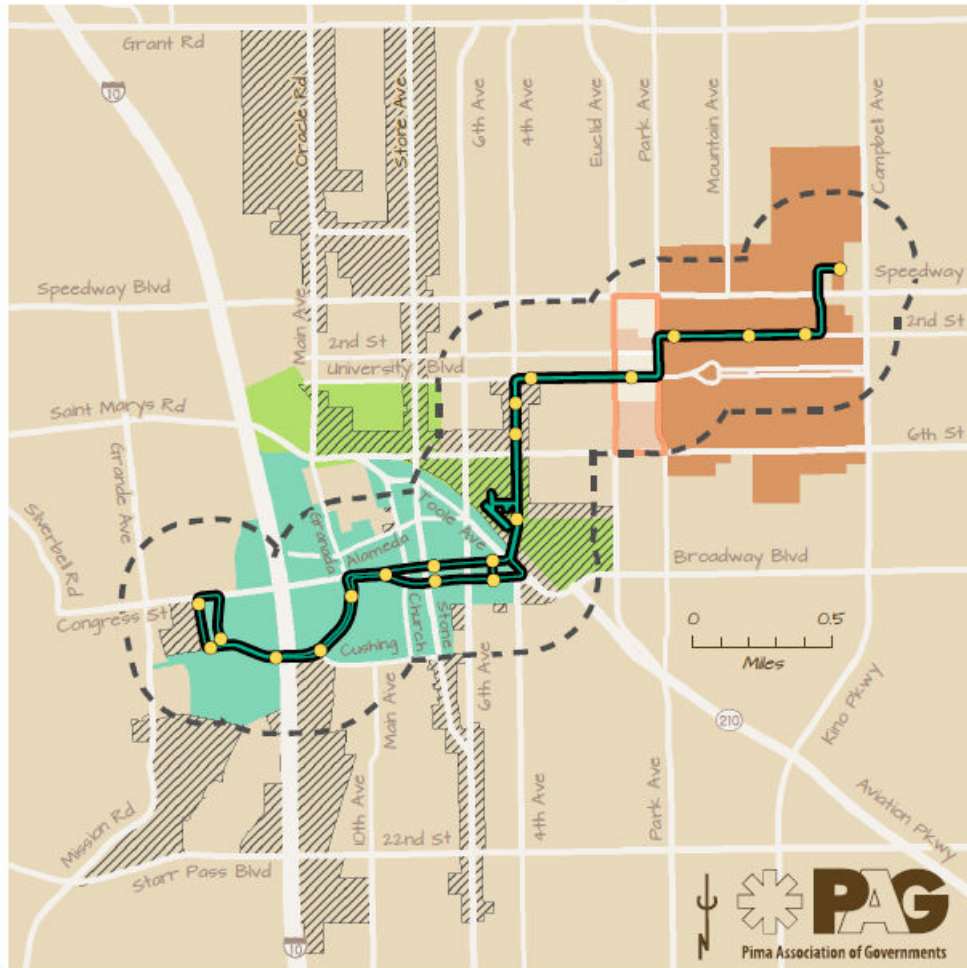 Grant Rd
10
Oracle Rd
Stone Ave
6th Ave
4th Ave
Euclid Ave
Park Ave
Mountain Ave
Campbell Ave
Speedway Blvd
Speedway
Main Ave
2nd St
2nd St
University Blvd
Saint Marys Rd
6th St
Grande Ave
Silverbell Rd
Granada
Toole Ave
Alameda
Broadway Blvd
Congress St
Church
Stone
Cushing
0
0.5
Miles
Main Ave
6th Ave
210
Kino Pkwy
10th Ave
4th Ave
Park Ave
Aviation Pkwy
Mission Rd
22nd St
Starr Pass Blvd
10
PAG
Pima Association of Governments